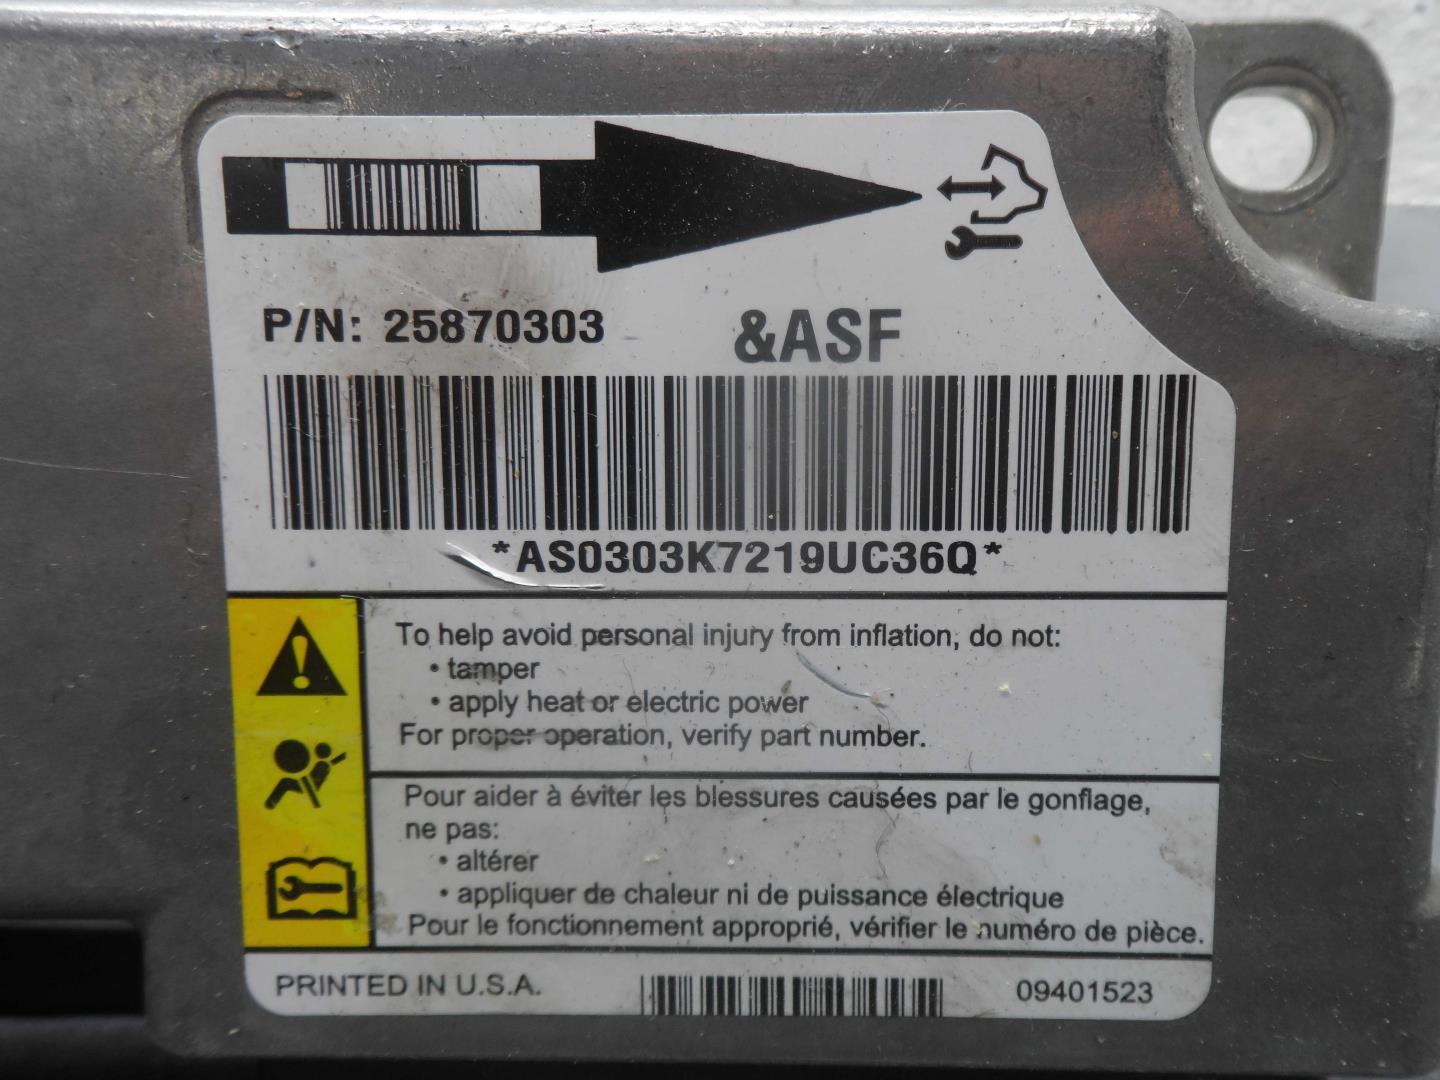 P/N: 25870303 &ASF
*AS0303K7219UC36Q*
To help avoid personal injury from inflation, do not:
• tamper
• apply heat or electric power
For proper operation, verify part number.
Pour aider à éviter les blessures causées par le gonflage,
ne pas:
• altérer
• appliquer de chaleur ni de puissance électrique
Pour le fonctionnement approprié, vérifier le numéro de pièce.
PRINTED IN U.S.A. 09401523